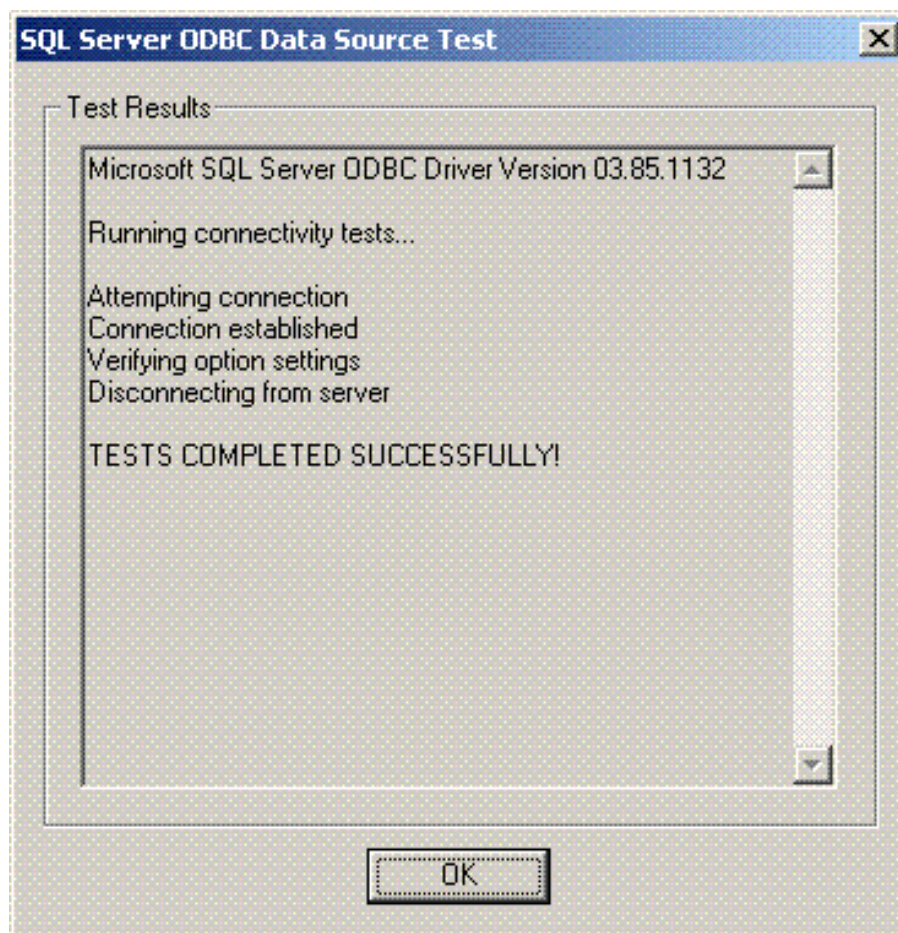 SQL Server ODBC Data Source Test
Test Results
Microsoft SQL Server ODBC Driver Version 03.85.1132
Running connectivity tests...
Attempting connection
Connection established
Verifying option settings
Disconnecting from server
TESTS COMPLETED SUCCESSFULLY!
OK